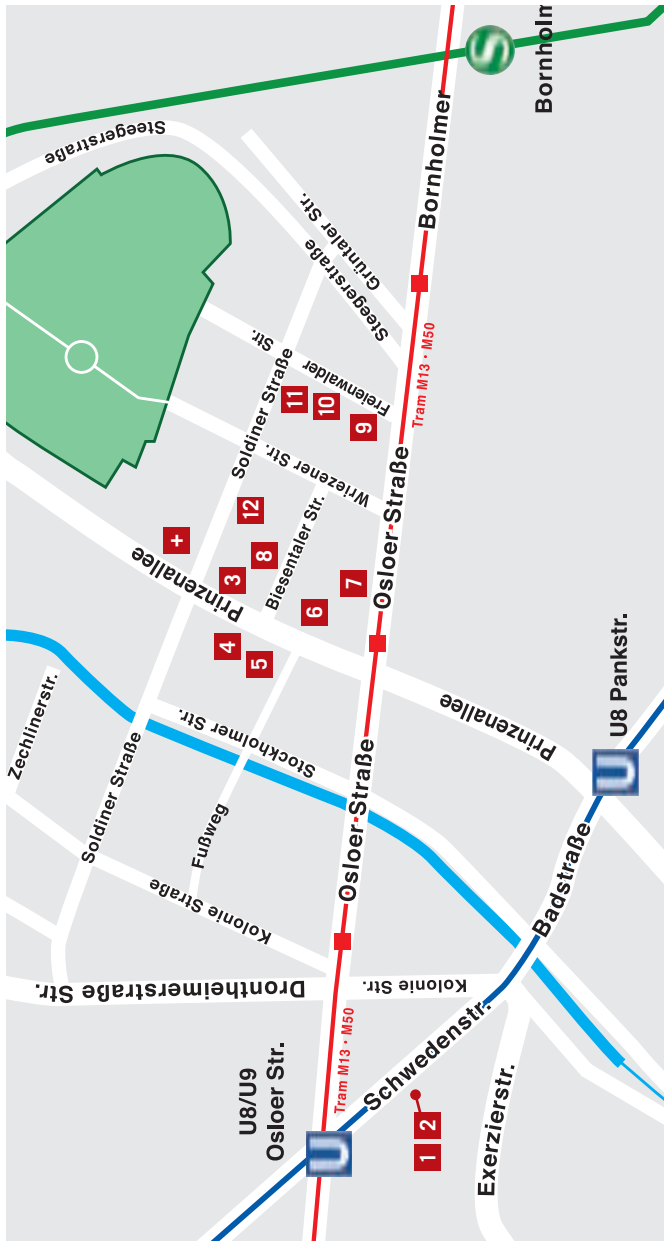 Steegerstraße
S
Bornholm
Bornholmer
Grüntaler Str.
Steegerstraße
Str.
Freienwalder
Soldiner Straße
Wriezener Str.
Biesentaler Str.
Tram M13 · M50
Osloer Straße
11
10
9
12
+
8
3
7
6
4
5
Prinzenallee
Prinzenallee
U8 Pankstr.
U
Zechlinerstr.
Soldiner Straße
Stockholmer Str.
Fußweg
Kolonie Straße
Osloer Straße
Badstraße
Drontheimerstraße Str.
Kolonie Str.
Tram M13 · M50
U8/U9
Osloer Str.
U
Schwedenstr.
1 2
Exerzierstr.